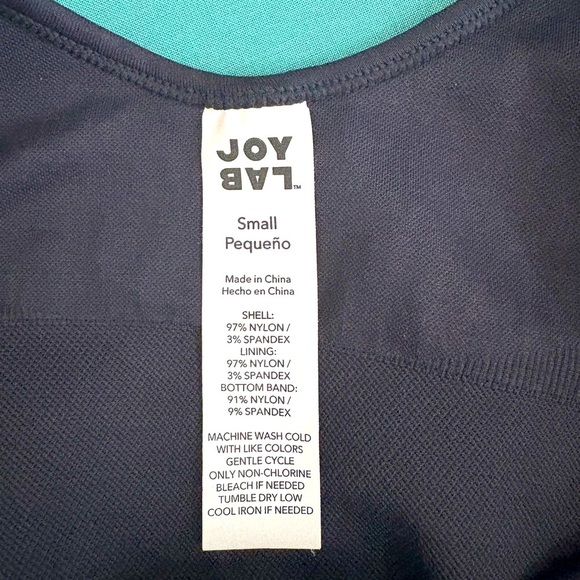 JOY
LAB™
Small
Pequeño
Made in China
Hecho en China
SHELL:
97% NYLON /
3% SPANDEX
LINING:
97% NYLON /
3% SPANDEX
BOTTOM BAND:
91% NYLON /
9% SPANDEX
MACHINE WASH COLD
WITH LIKE COLORS
GENTLE CYCLE
ONLY NON-CHLORINE
BLEACH IF NEEDED
TUMBLE DRY LOW
COOL IRON IF NEEDED